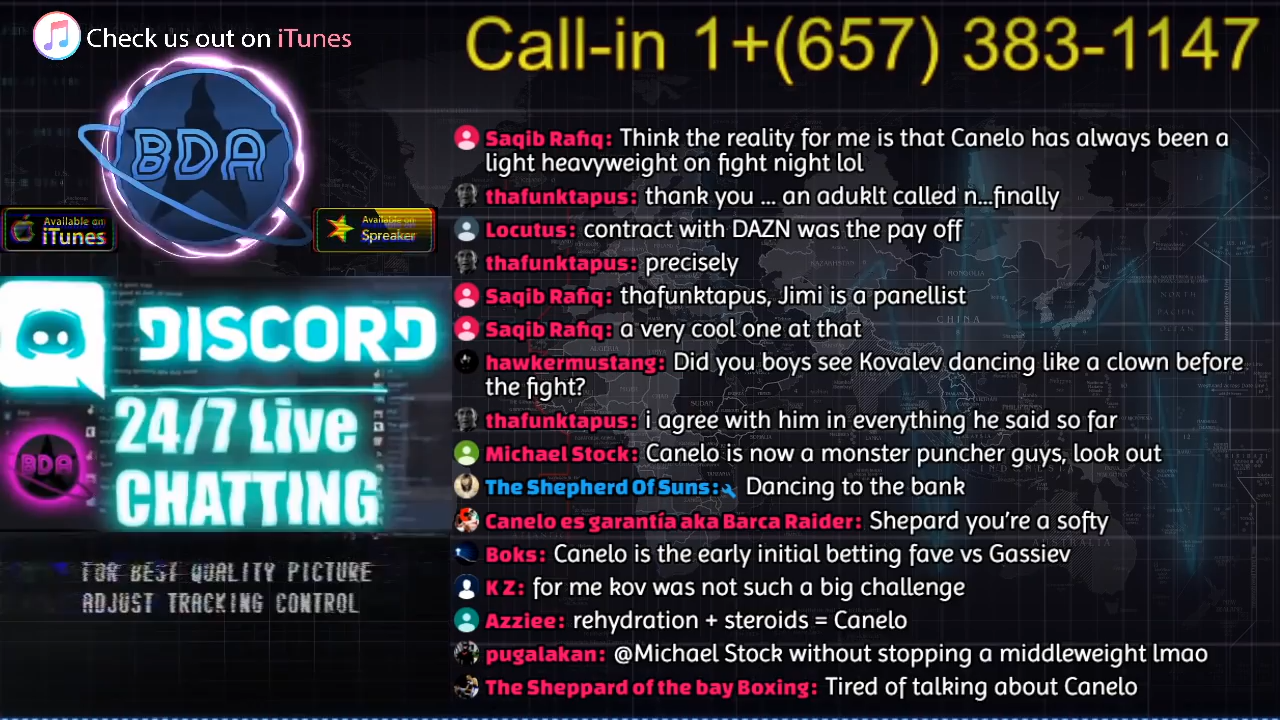 Check us out on iTunes
Call-in 1+(657) 383-1147
BDA
Available on
iTunes
Available on
Spreaker
DISCORD
24/7 Live
CHATTING
BDA
FOR BEST QUALITY PICTURE
ADJUST TRACKING CONTROL
Saqib Rafiq: Think the reality for me is that Canelo has always been a
light heavyweight on fight night lol
thafunktapus: thank you ... an aduklt called n...finally
Locutus: contract with DAZN was the pay off
thafunktapus: precisely
Saqib Rafiq: thafunktapus, Jimi is a panellist
Saqib Rafiq: a very cool one at that
hawkermustang: Did you boys see Kovalev dancing like a clown before
the fight?
thafunktapus: i agree with him in everything he said so far
Michael Stock: Canelo is now a monster puncher guys, look out
The Shepherd Of Suns: Dancing to the bank
Canelo es garantía aka Barca Raider: Shepard you're a softy
Boks: Canelo is the early initial betting fave vs Gassiev
K Z: for me kov was not such a big challenge
Azziee: rehydration + steroids = Canelo
pugalakan: @Michael Stock without stopping a middleweight lmao
The Sheppard of the bay Boxing: Tired of talking about Canelo